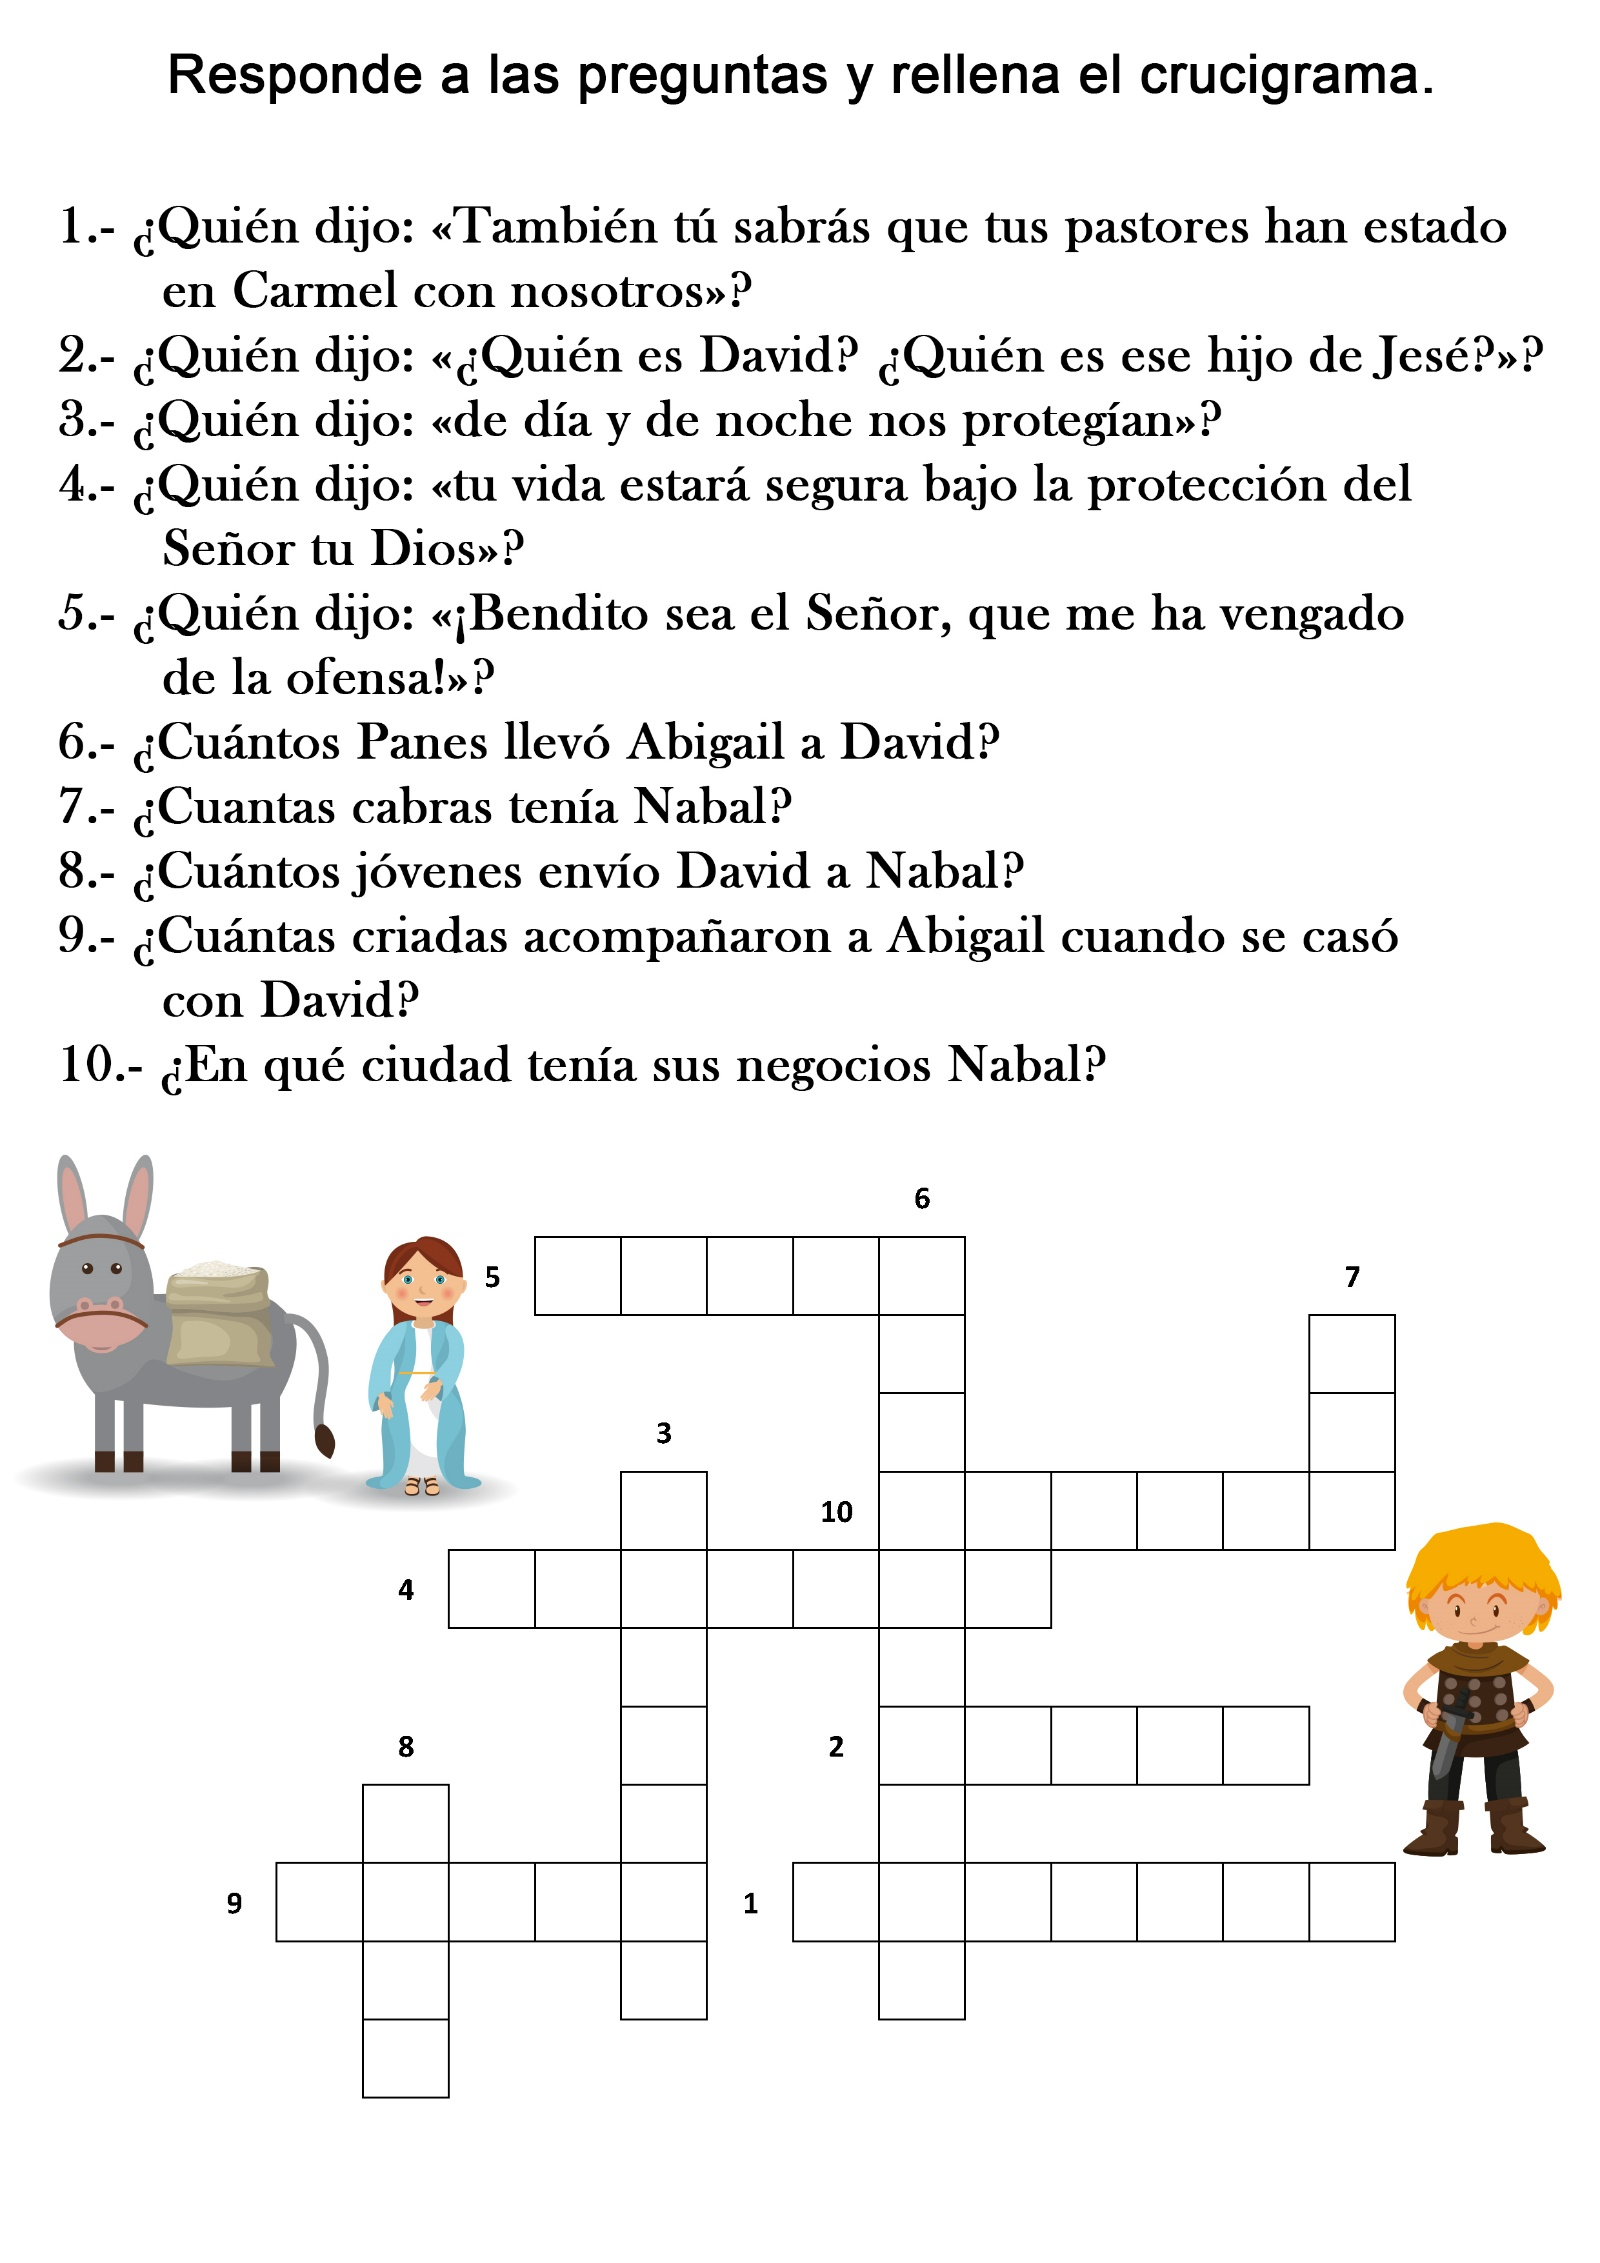 Responde a las preguntas y rellena el crucigrama.
1.- ¿Quién dijo: «También tú sabrás que tus pastores han estado
en Carmel con nosotros»?
2.- ¿Quién dijo: «¿Quién es David? ¿Quién es ese hijo de Jesé?»?
3.- ¿Quién dijo: «de día y de noche nos protegían»?
4.- ¿Quién dijo: «tu vida estará segura bajo la protección del
Señor tu Dios»?
5.- ¿Quién dijo: «¡Bendito sea el Señor, que me ha vengado
de la ofensa!»?
6.- ¿Cuántos Panes llevó Abigail a David?
7.- ¿Cuantas cabras tenía Nabal?
8.- ¿Cuántos jóvenes envío David a Nabal?
9.- ¿Cuántas criadas acompañaron a Abigail cuando se casó
con David?
10.- ¿En qué ciudad tenía sus negocios Nabal?
6
5
7
3
10
4
8
2
9
1